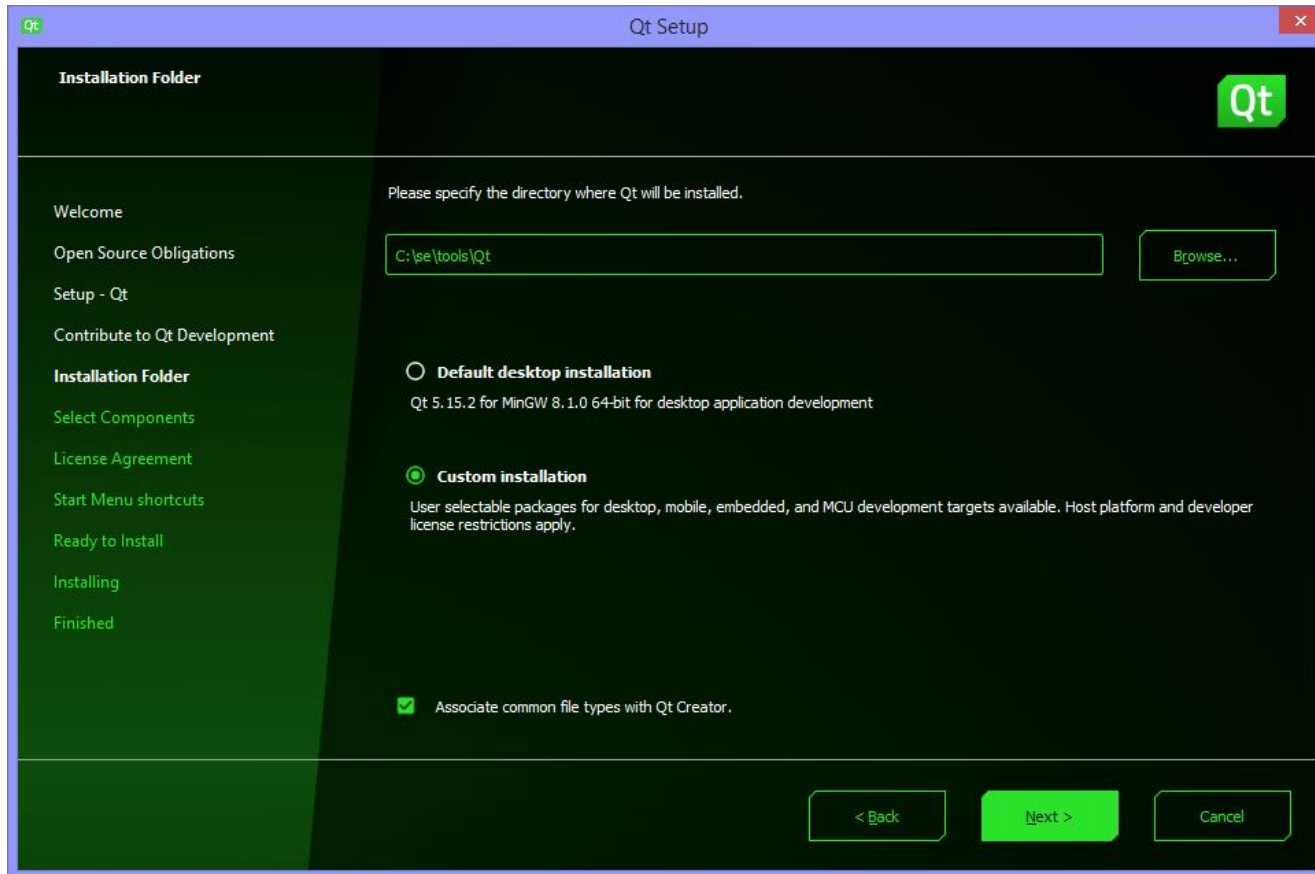 Qt
Qt Setup
Installation Folder
Qt
Welcome
Open Source Obligations
Setup - Qt
Contribute to Qt Development
Installation Folder
Select Components
License Agreement
Start Menu shortcuts
Ready to Install
Installing
Finished
Please specify the directory where Qt will be installed.
C:\se\tools\Qt
Browse...
Default desktop installation
Qt 5.15.2 for MinGW 8.1.0 64-bit for desktop application development
Custom installation
User selectable packages for desktop, mobile, embedded, and MCU development targets available. Host platform and developer
license restrictions apply.
Associate common file types with Qt Creator.
< Back
Next >
Cancel